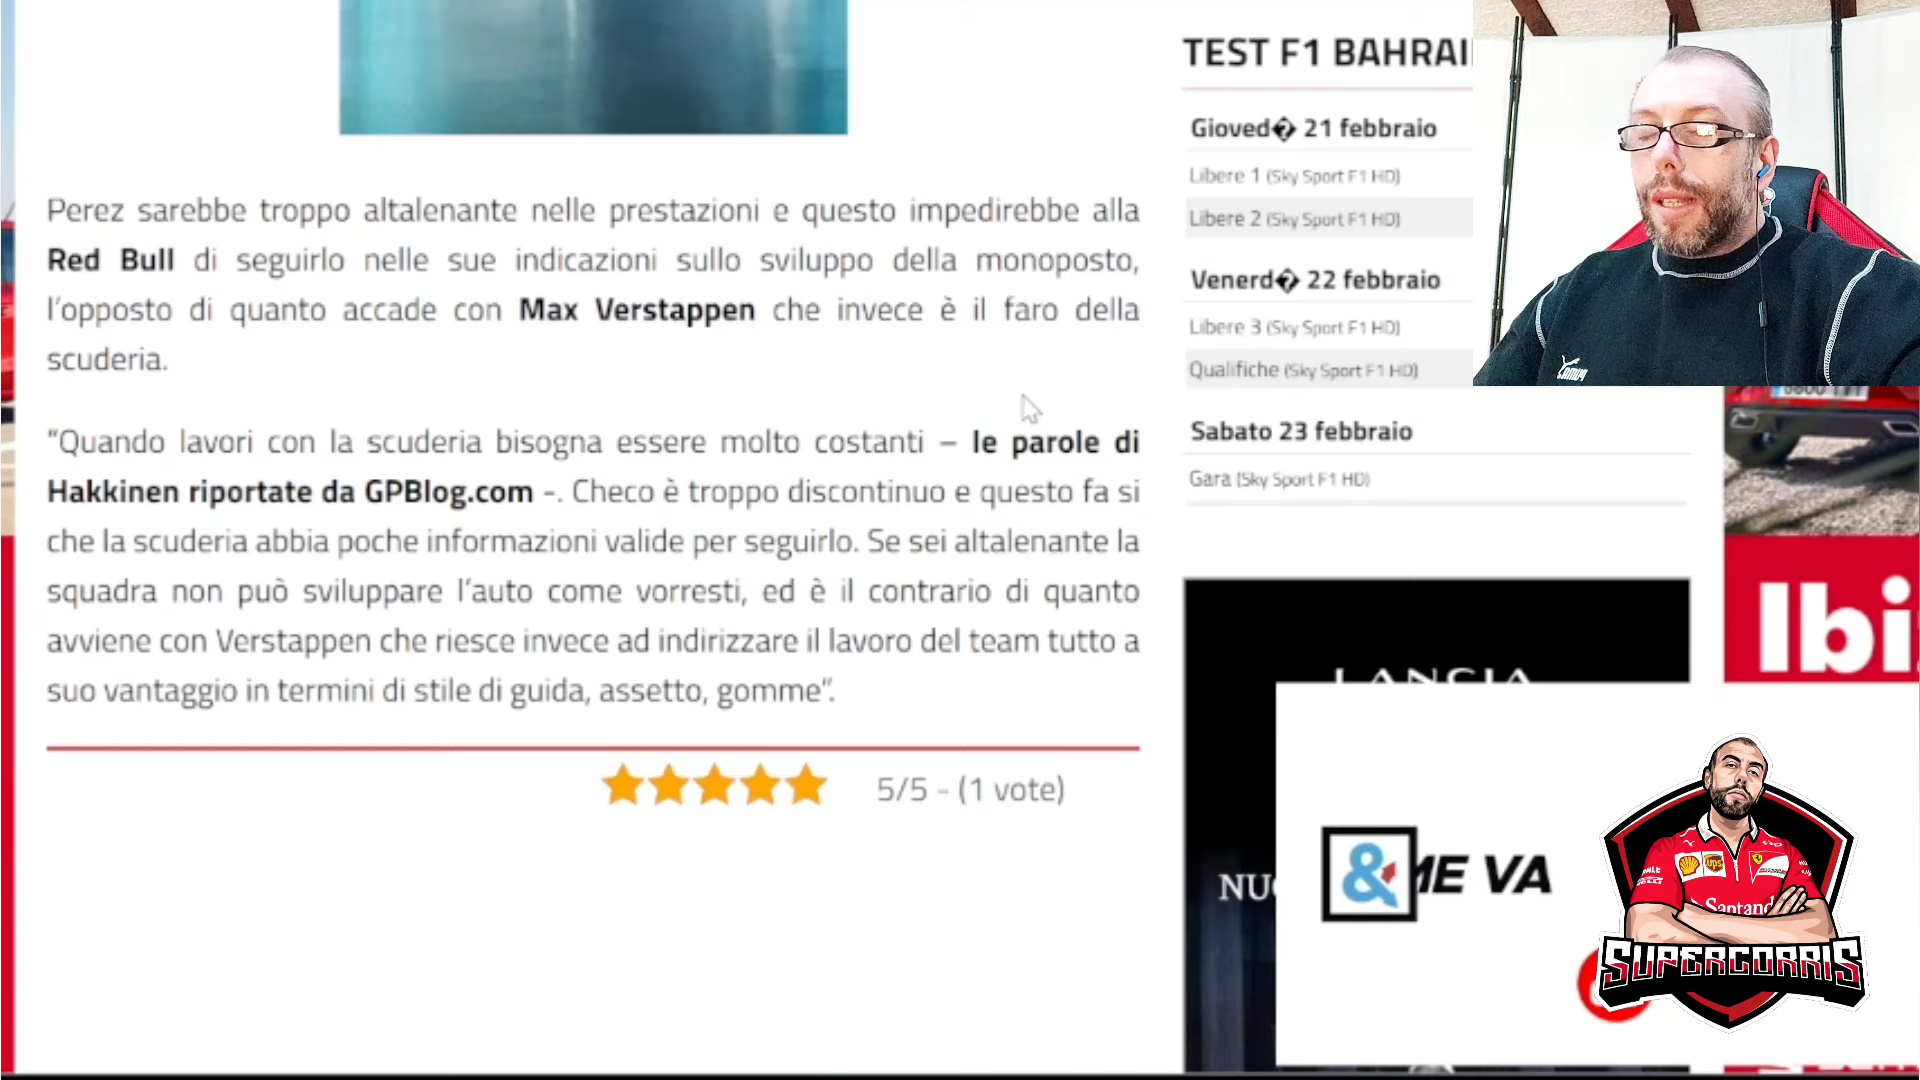 Perez sarebbe troppo altalenante nelle prestazioni e questo impedirebbe alla
Red Bull di seguirlo nelle sue indicazioni sullo sviluppo della monoposto,
l’opposto di quanto accade con Max Verstappen che invece è il faro della
scuderia.
“Quando lavori con la scuderia bisogna essere molto costanti – le parole di
Hakkinen riportate da GPBlog.com -. Checo è troppo discontinuo e questo fa si
che la scuderia abbia poche informazioni valide per seguirlo. Se sei altalenante la
squadra non può sviluppare l’auto come vorresti, ed è il contrario di quanto
avviene con Verstappen che riesce invece ad indirizzare il lavoro del team tutto a
suo vantaggio in termini di stile di guida, assetto, gomme”.
5/5 - (1 vote)
TEST F1 BAHRAI
Gioved� 21 febbraio
Libere 1 (Sky Sport F1 HD)
Libere 2 (Sky Sport F1 HD)
Venerd� 22 febbraio
Libere 3 (Sky Sport F1 HD)
Qualifiche (Sky Sport F1 HD)
Sabato 23 febbraio
Gara (Sky Sport F1 HD)
LANCIA
Ibi
NU
& ME VA
ups
Santand
SUPERCORRIS